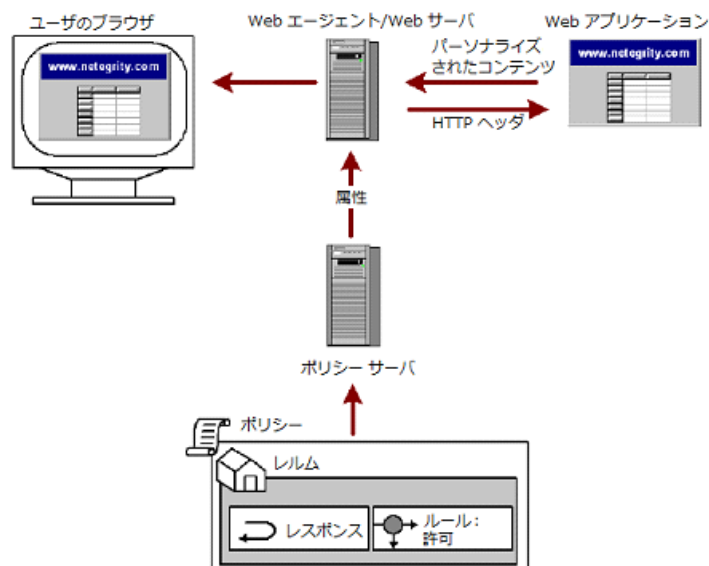 ユーザのブラウザ
Web エージェント/Web サーバ
Web アプリケーション
www.netegrity.com
パーソナライズ
されたコンテンツ
www.netegrity.com
HTTP ヘッダ
属性
ポリシー サーバ
ポリシー
レルム
レスポンス
ルール:
許可